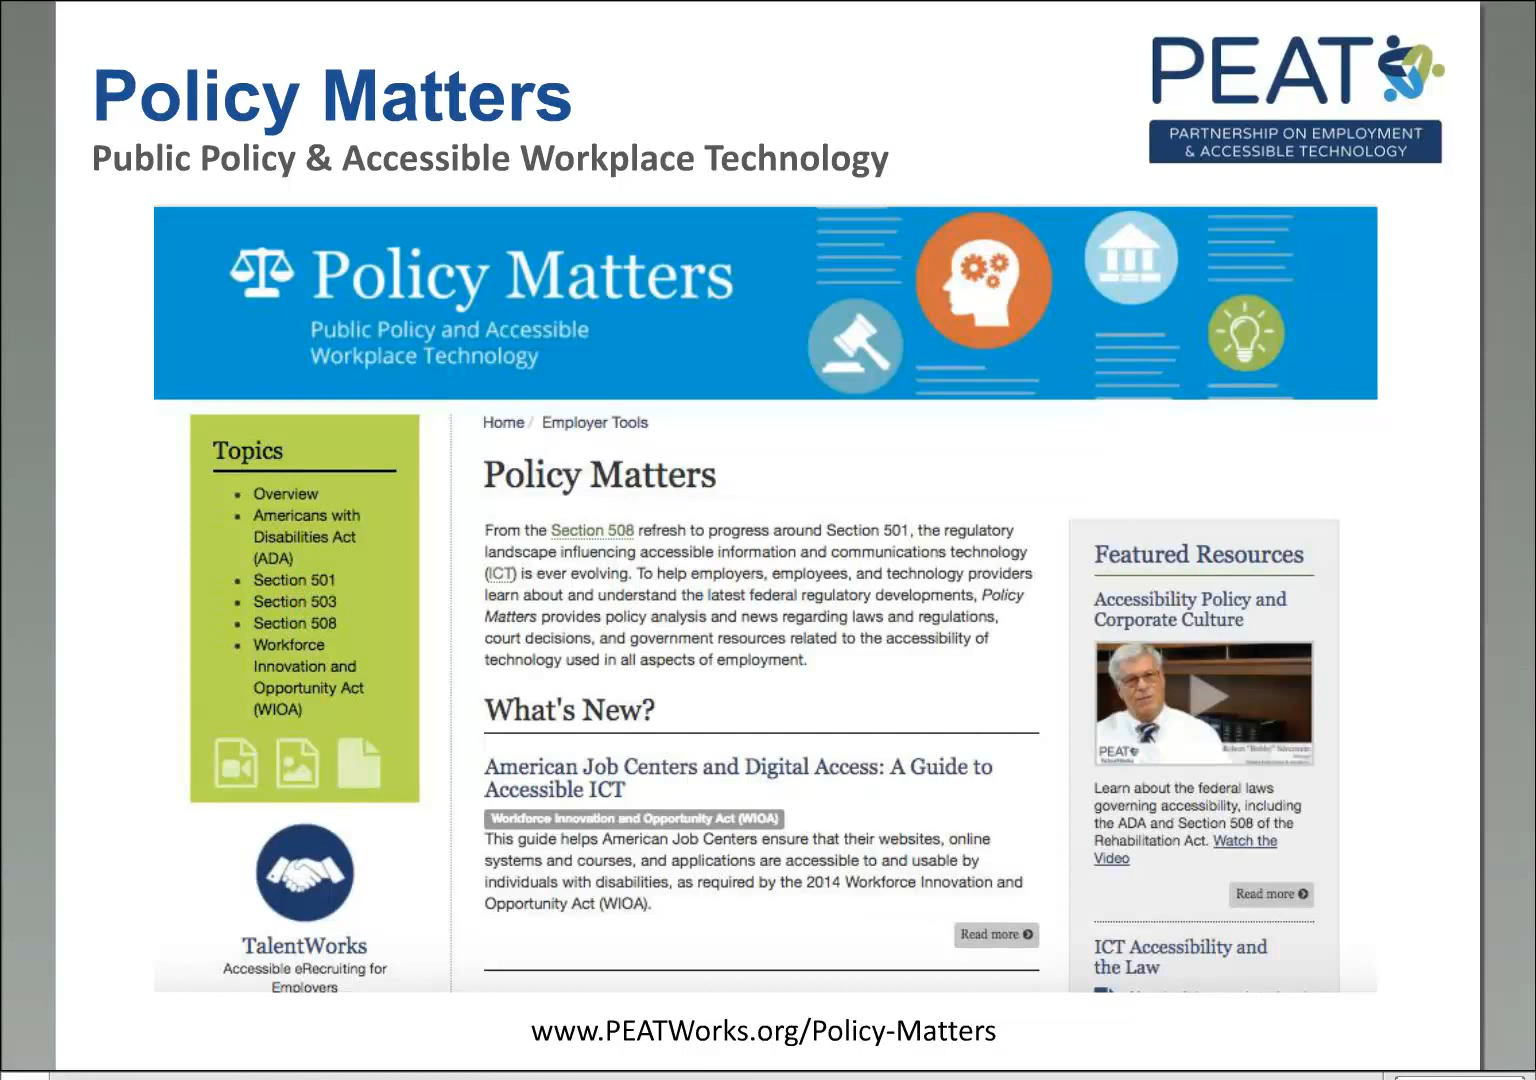 Policy Matters
Public Policy & Accessible Workplace Technology
PEAT
PARTNERSHIP ON EMPLOYMENT
& ACCESSIBLE TECHNOLOGY
Policy Matters
Public Policy and Accessible
Workplace Technology
Topics
Overview
Americans with
Disabilities Act
(ADA)
Section 501
Section 503
Section 508
Workforce
Innovation and
Opportunity Act
(WIOA)
TalentWorks
Accessible eRecruiting for
Employers
Home / Employer Tools
Policy Matters
From the Section 508 refresh to progress around Section 501, the regulatory
landscape influencing accessible information and communications technology
(ICT) is ever evolving. To help employers, employees, and technology providers
learn about and understand the latest federal regulatory developments, Policy
Matters provides policy analysis and news regarding laws and regulations,
court decisions, and government resources related to the accessibility of
technology used in all aspects of employment.
What's New?
American Job Centers and Digital Access: A Guide to
Accessible ICT
Workforce Innovation and Opportunity Act (WIOA)
This guide helps American Job Centers ensure that their websites, online
systems and courses, and applications are accessible to and usable by
individuals with disabilities, as required by the 2014 Workforce Innovation and
Opportunity Act (WIOA).
Read more
Featured Resources
Accessibility Policy and
Corporate Culture
PEAT
Robert "Bobby" Silverstein
Learn about the federal laws
governing accessibility, including
the ADA and Section 508 of the
Rehabilitation Act. Watch the
Video
Read more
ICT Accessibility and
the Law
www.PEATWorks.org/Policy-Matters